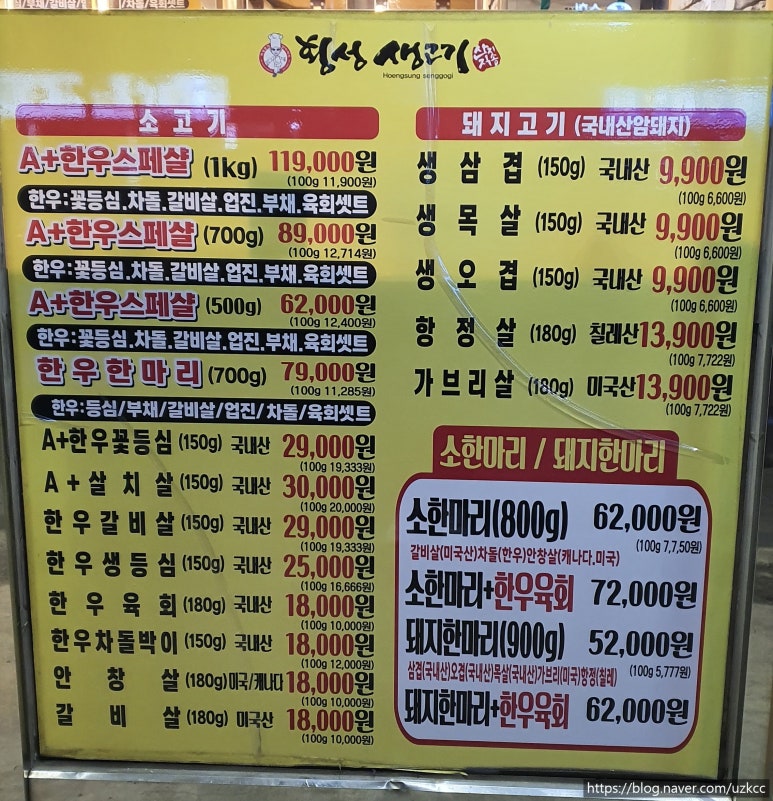 횡성 생고기
Hoengsung senggogi
소고기
A+한우스페샬 (1kg) 119,000원
(100g 11,900원)
한우:꽃등심.차돌.갈비살.업진.부채.육회셋트
A+한우스페샬 (700g) 89,000원
(100g 12,714원)
한우:꽃등심.차돌.갈비살.업진.부채.육회셋트
A+한우스페샬 (500g) 62,000원
(100g 12,400원)
한우:꽃등심.차돌.갈비살.업진.부채.육회셋트
한우한마리 (700g) 79,000원
(100g 11,285원)
한우:등심/부채/갈비살/업진/차돌/육회셋트
A+한우꽃등심 (150g) 국내산 29,000원
(100g 19,333원)
A+살치살 (150g) 국내산 30,000원
(100g 20,000원)
한우갈비살 (150g) 국내산 29,000원
(100g 19,333원)
한우생등심 (150g) 국내산 25,000원
(100g 16,666원)
한우육회 (180g) 국내산 18,000원
(100g 10,000원)
한우차돌박이 (150g) 국내산 18,000원
(100g 12,000원)
안창살 (180g) 미국/캐나다 18,000원
(100g 10,000원)
갈비살 (180g) 미국산 18,000원
(100g 10,000원)
돼지고기 (국내산암돼지)
생삼겹 (150g) 국내산 9,900원
(100g 6,600원)
생목살 (150g) 국내산 9,900원
(100g 6,600원)
생오겹 (150g) 국내산 9,900원
(100g 6,600원)
항정살 (180g) 칠레산 13,900원
(100g 7,722원)
가브리살 (180g) 미국산 13,900원
(100g 7,722원)
소한마리 / 돼지한마리
소한마리(800g) 62,000원
(100g 7,7,50원)
갈비살(미국산)차돌(한우)안창살(캐나다.미국)
소한마리+한우육회 72,000원
돼지한마리(900g) 52,000원
(100g 5,777원)
삼겹(국내산)오겹(국내산)목살(국내산)가브리(미국)항정(칠레)
돼지한마리+한우육회 62,000원
https://blog.naver.com/uzkcc